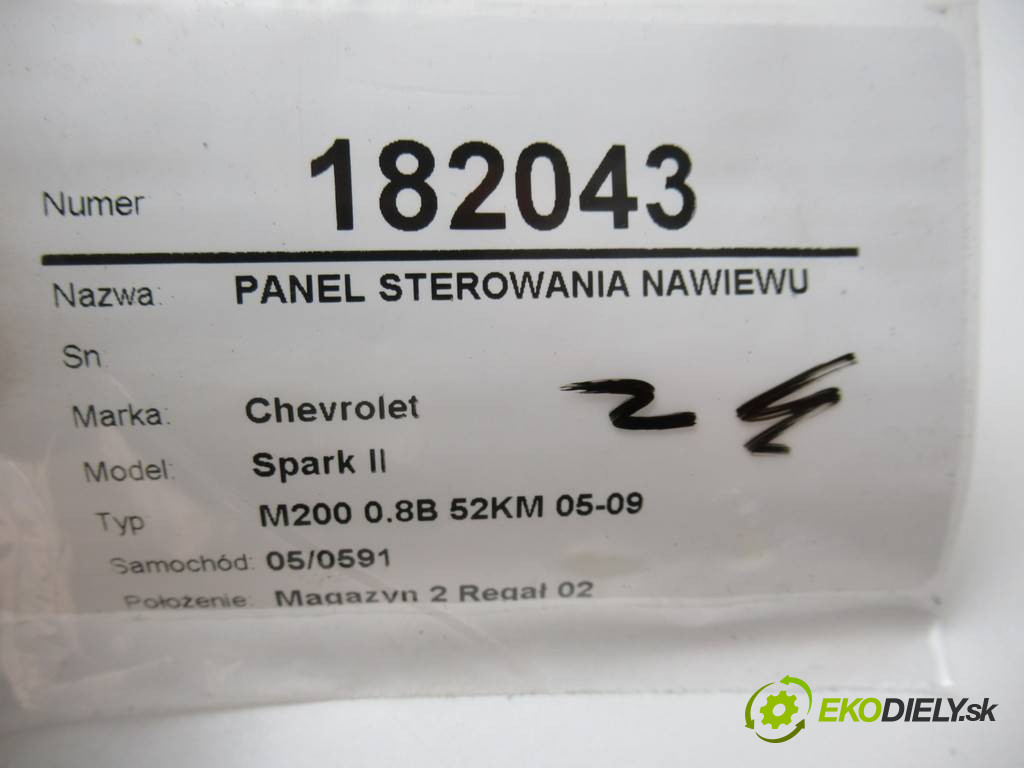 Numer 182043
Nazwa: PANEL STEROWANIA NAWIEWU
Sn
Marka: Chevrolet
24
Model: Spark II
Typ M200 0.8B 52KM 05-09
Samochód: 05/0591
Położenie: Magazyn 2 Regał 02
EKODIELY.sk